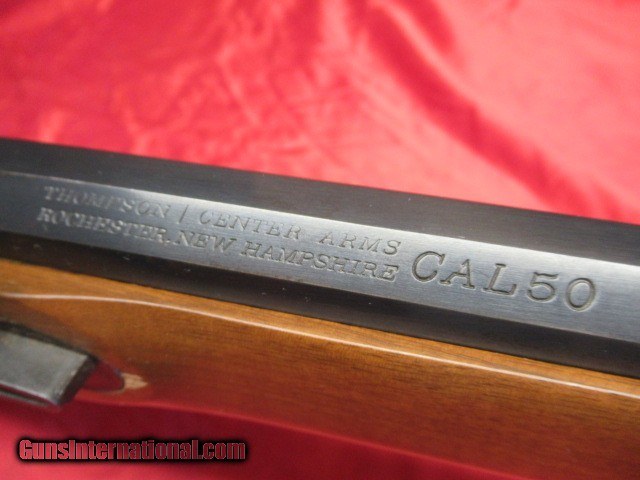 THOMPSON / CENTER ARMS
ROCHESTER, NEW HAMPSHIRE
CAL 50
GunsInternational.com